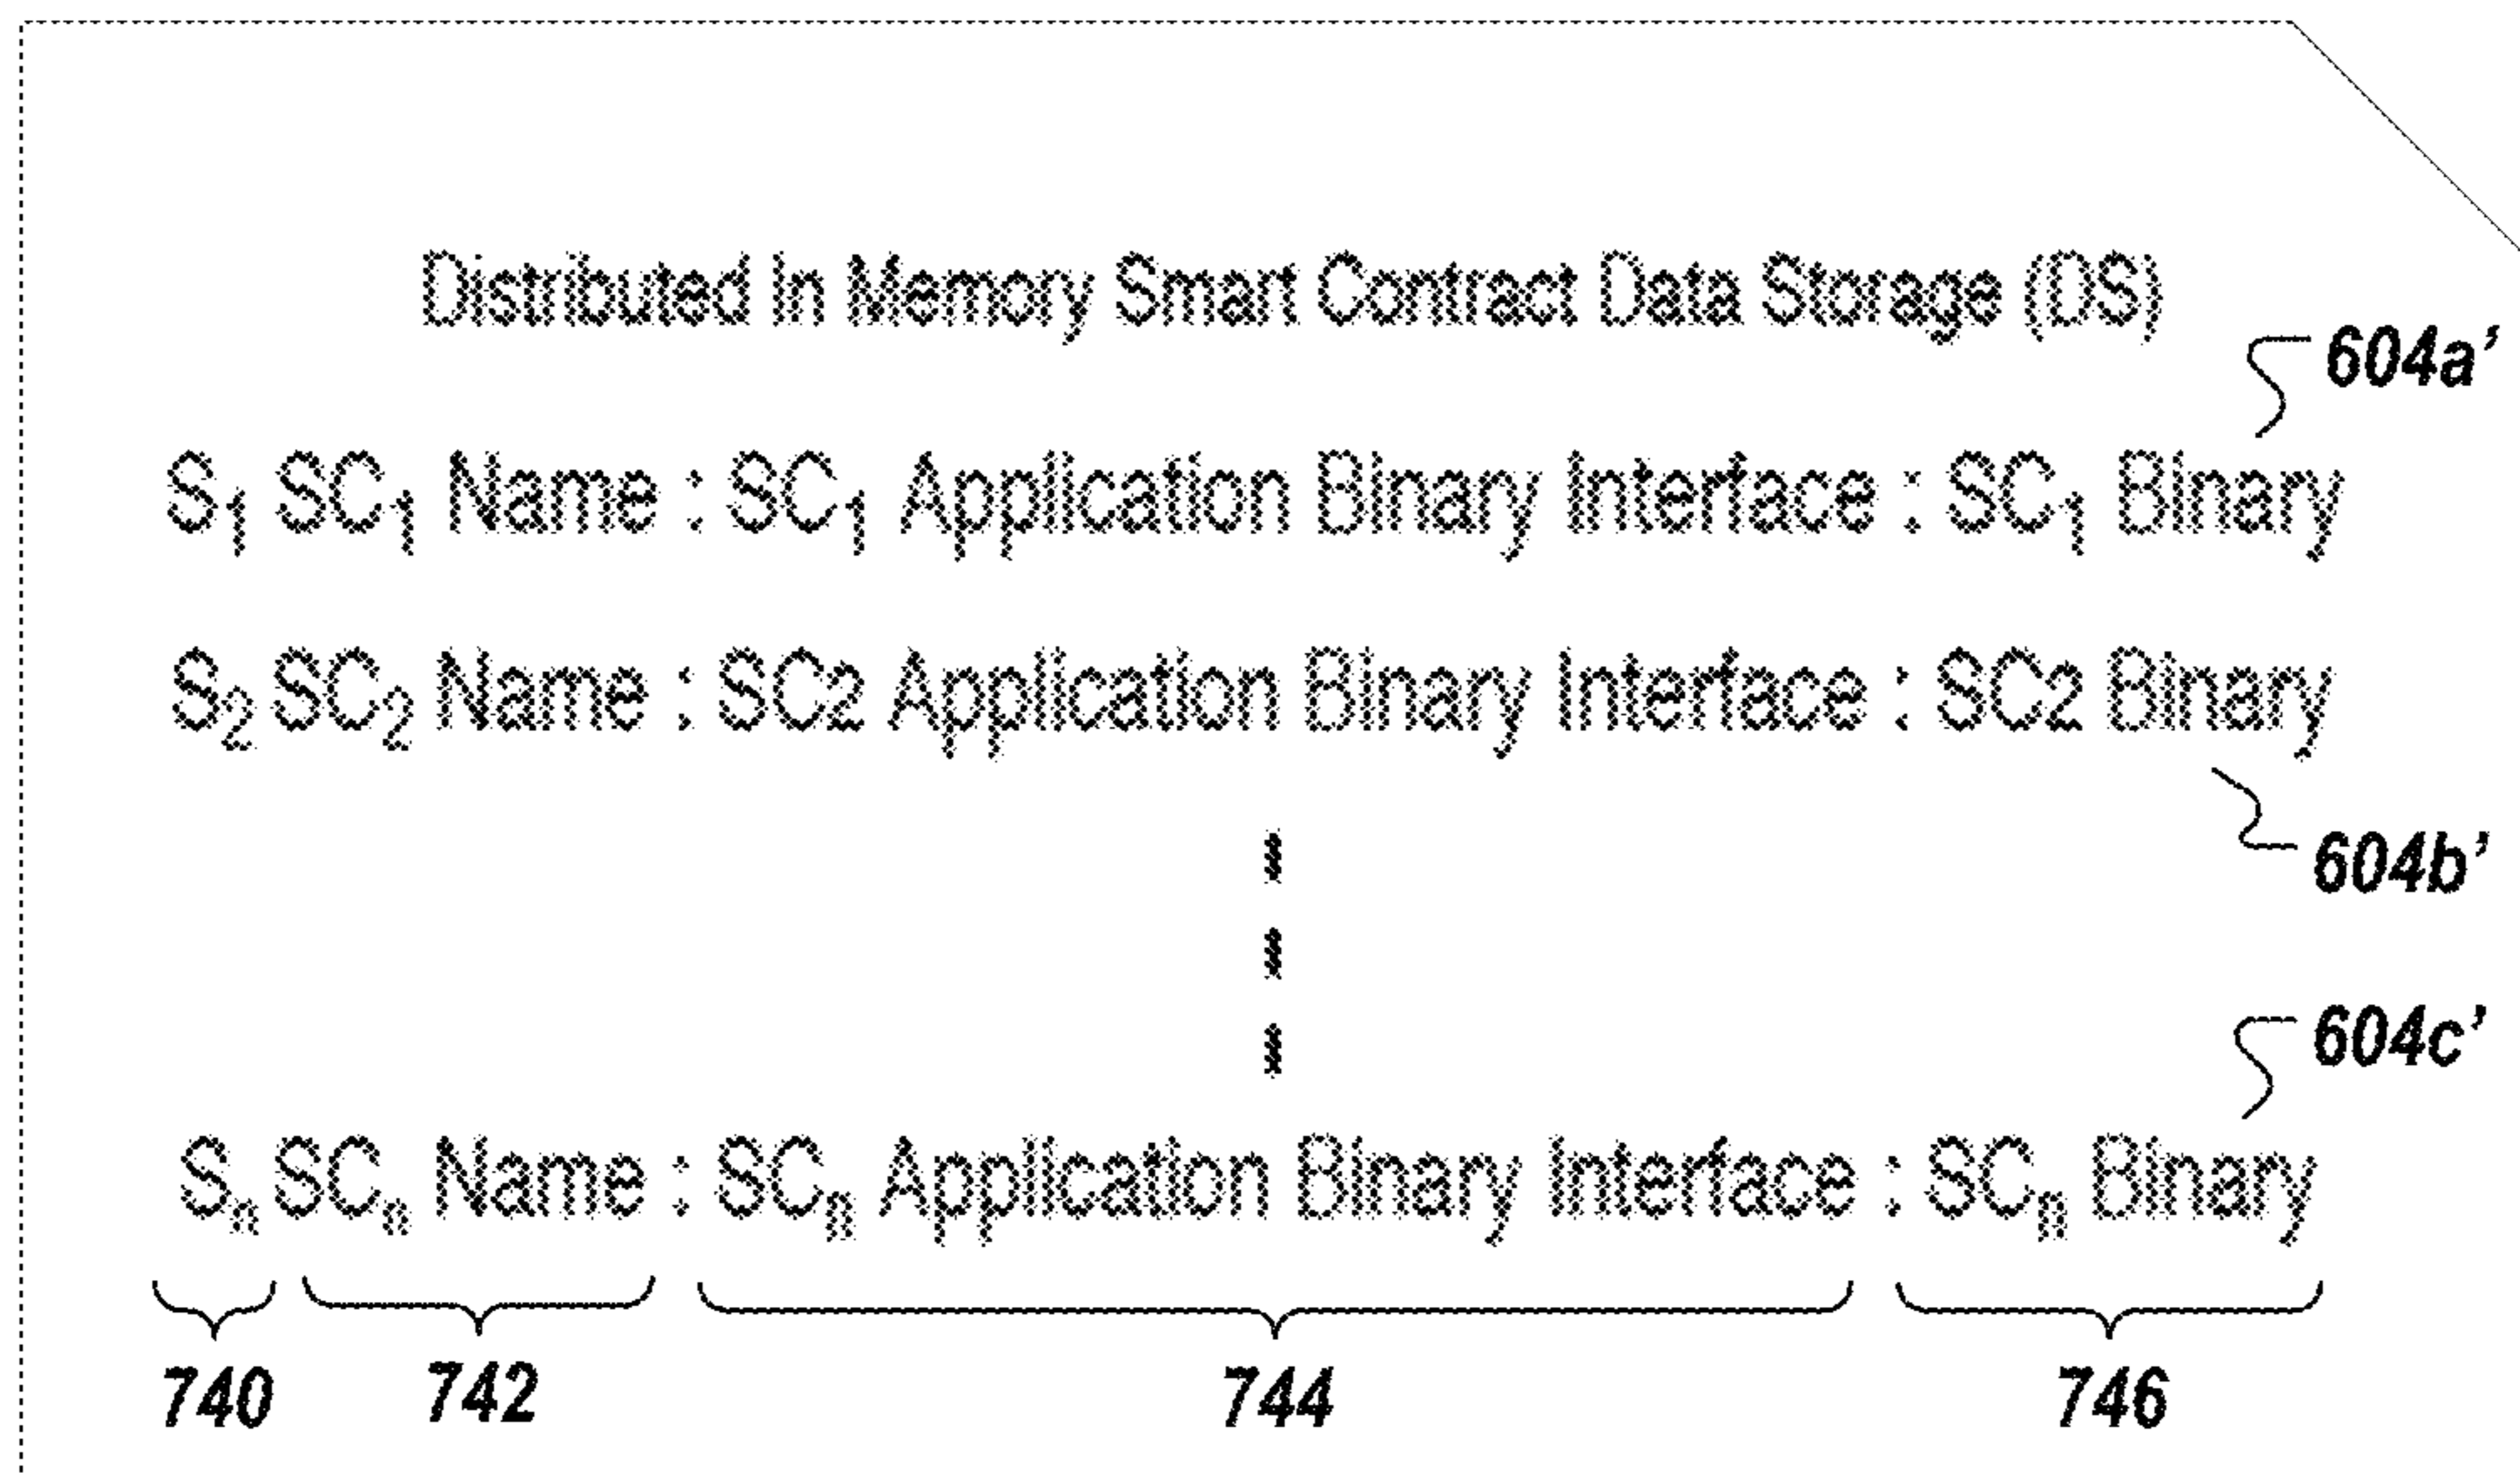 Distributed In Memory Smart Contract Data Storage (DS)
604a'
S₁ SC₁ Name : SC₁ Application Binary Interface : SC₁ Binary
S₂ SC₂ Name : SC2 Application Binary Interface : SC2 Binary
604b'
604c'
Sₙ SCₙ Name : SCₙ Application Binary Interface : SCₙ Binary
740 742 744 746